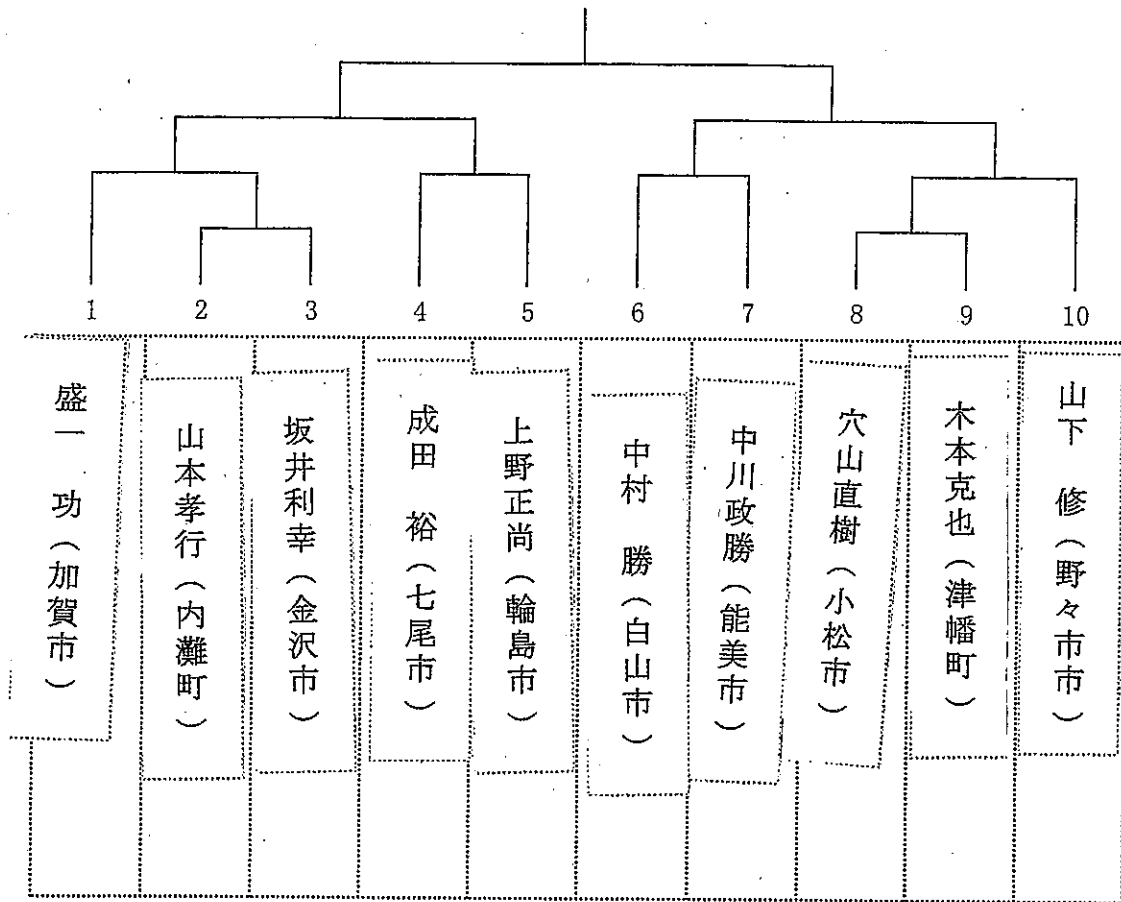 1 2 3 4 5 6 7 8 9 10
盛一 功（加賀市）
山本孝行（内灘町）
坂井利幸（金沢市）
成田 裕（七尾市）
上野正尚（輪島市）
中村 勝（白山市）
中川政勝（能美市）
穴山直樹（小松市）
木本克也（津幡町）
山下 修（野々市市）